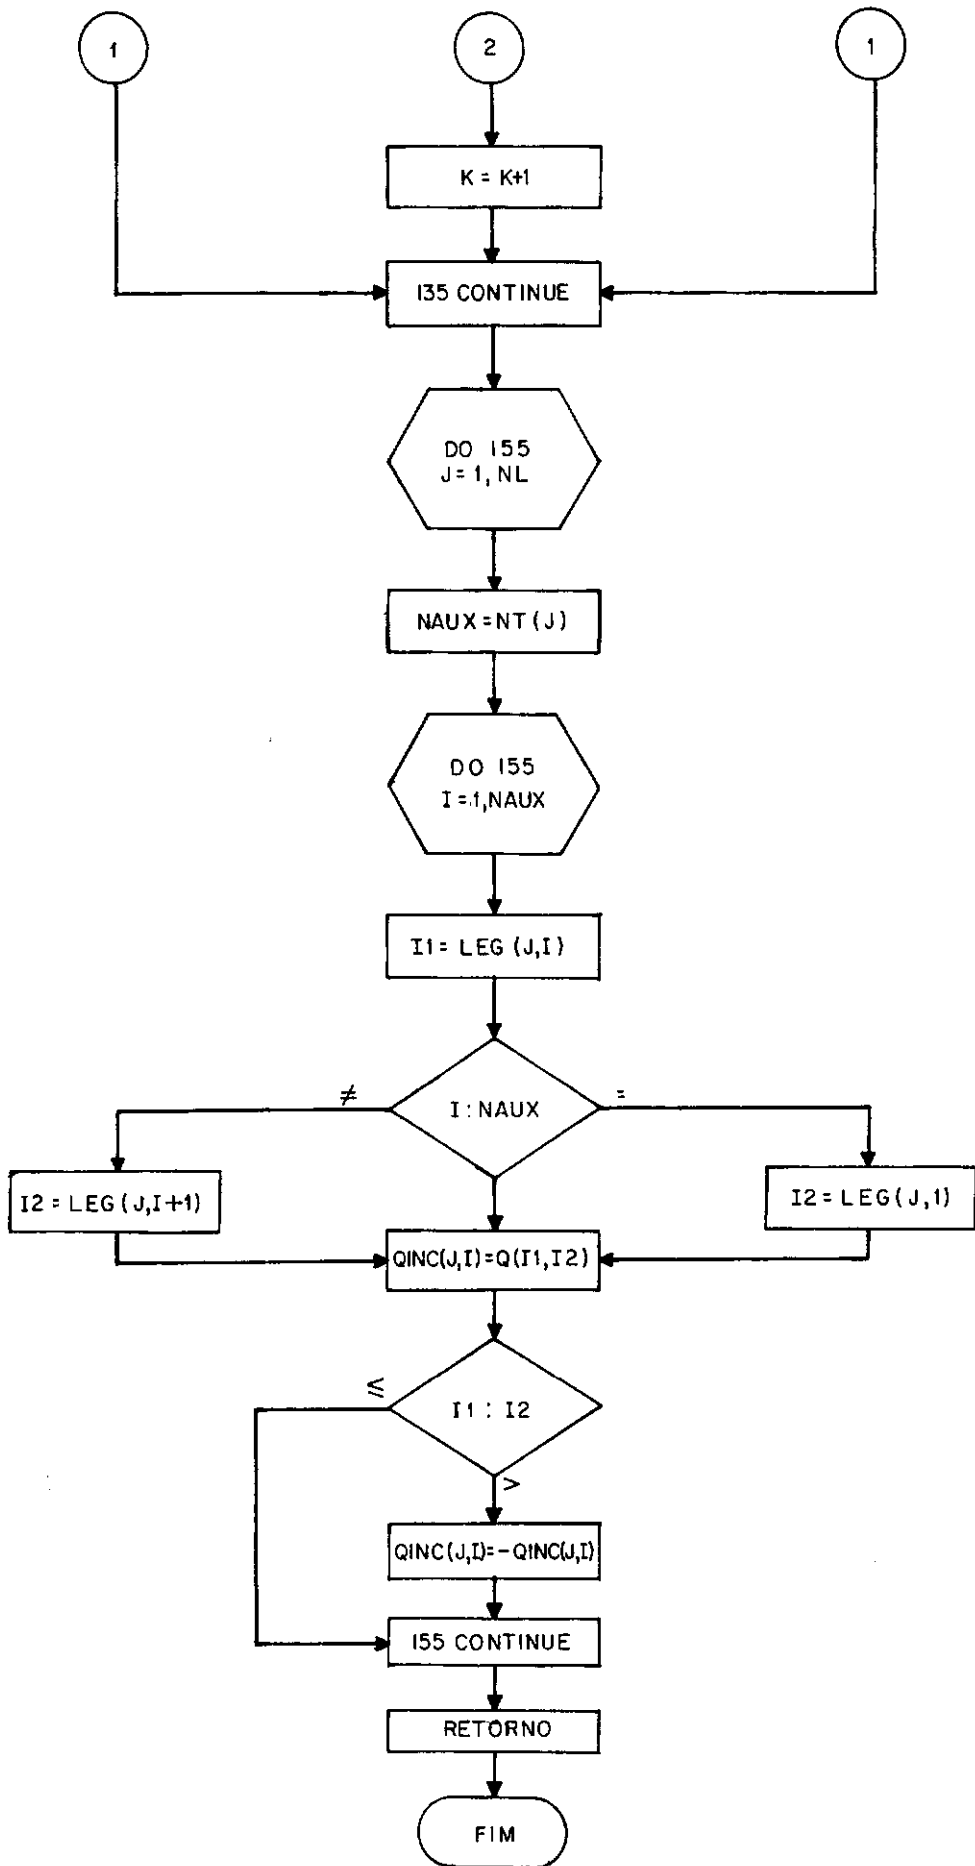 1
2
1
K = K+1
135 CONTINUE
DO 155
J=1, NL
NAUX=NT(J)
DO 155
I=1,NAUX
I1= LEG (J,I)
≠
I:NAUX
=
I2=LEG(J,I+1)
I2=LEG(J,1)
QINC(J,I)=Q(I1,I2)
≤
I1 : I2
>
QINC(J,I)=-QINC(J,I)
155 CONTINUE
RETORNO
FIM